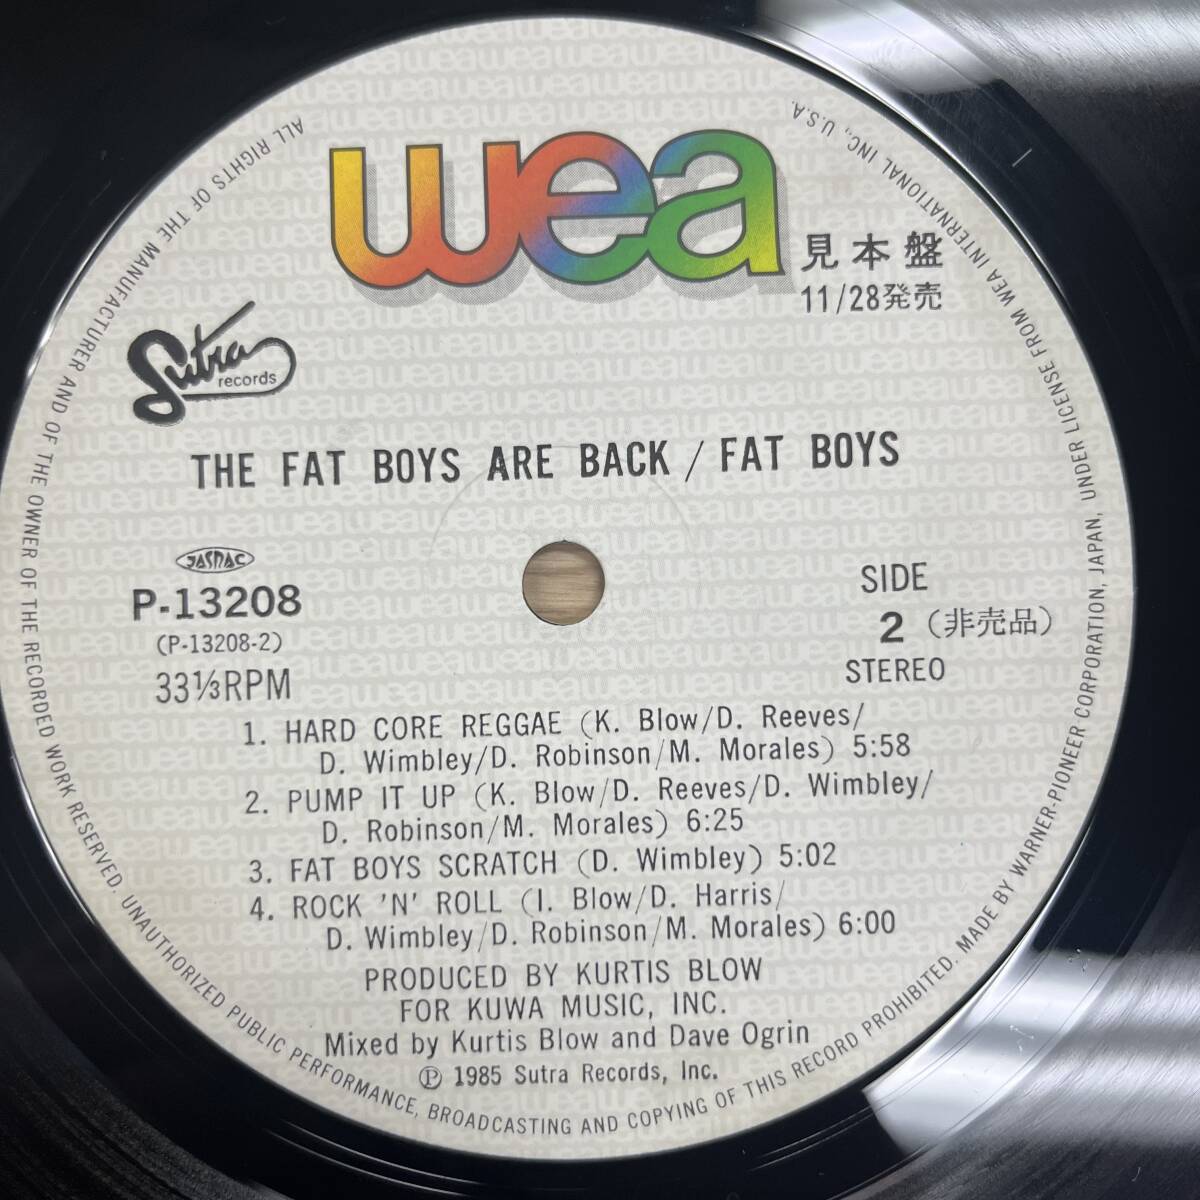 wea
見本盤
11/28発売
Sutra
records
THE FAT BOYS ARE BACK / FAT BOYS
JASRAC
P-13208
(P-13208-2)
33⅓RPM
SIDE
2 (非売品)
STEREO
1. HARD CORE REGGAE (K. Blow/D. Reeves/
D. Wimbley/D. Robinson/M. Morales) 5:58
2. PUMP IT UP (K. Blow/D. Reeves/D. Wimbley/
D. Robinson/M. Morales) 6:25
3. FAT BOYS SCRATCH (D. Wimbley) 5:02
4. ROCK 'N' ROLL (I. Blow/D. Harris/
D. Wimbley/D. Robinson/M. Morales) 6:00
PRODUCED BY KURTIS BLOW
FOR KUWA MUSIC, INC.
Mixed by Kurtis Blow and Dave Ogrin
Ⓟ 1985 Sutra Records, Inc.
ALL RIGHTS OF THE MANUFACTURER AND OF THE OWNER OF THE RECORDED WORK RESERVED. UNAUTHORIZED PUBLIC PERFORMANCE, BROADCASTING AND COPYING OF THIS RECORD PROHIBITED. MADE BY WARNER-PIONEER CORPORATION, JAPAN, UNDER LICENSE FROM WEA INTERNATIONAL INC., U.S.A.